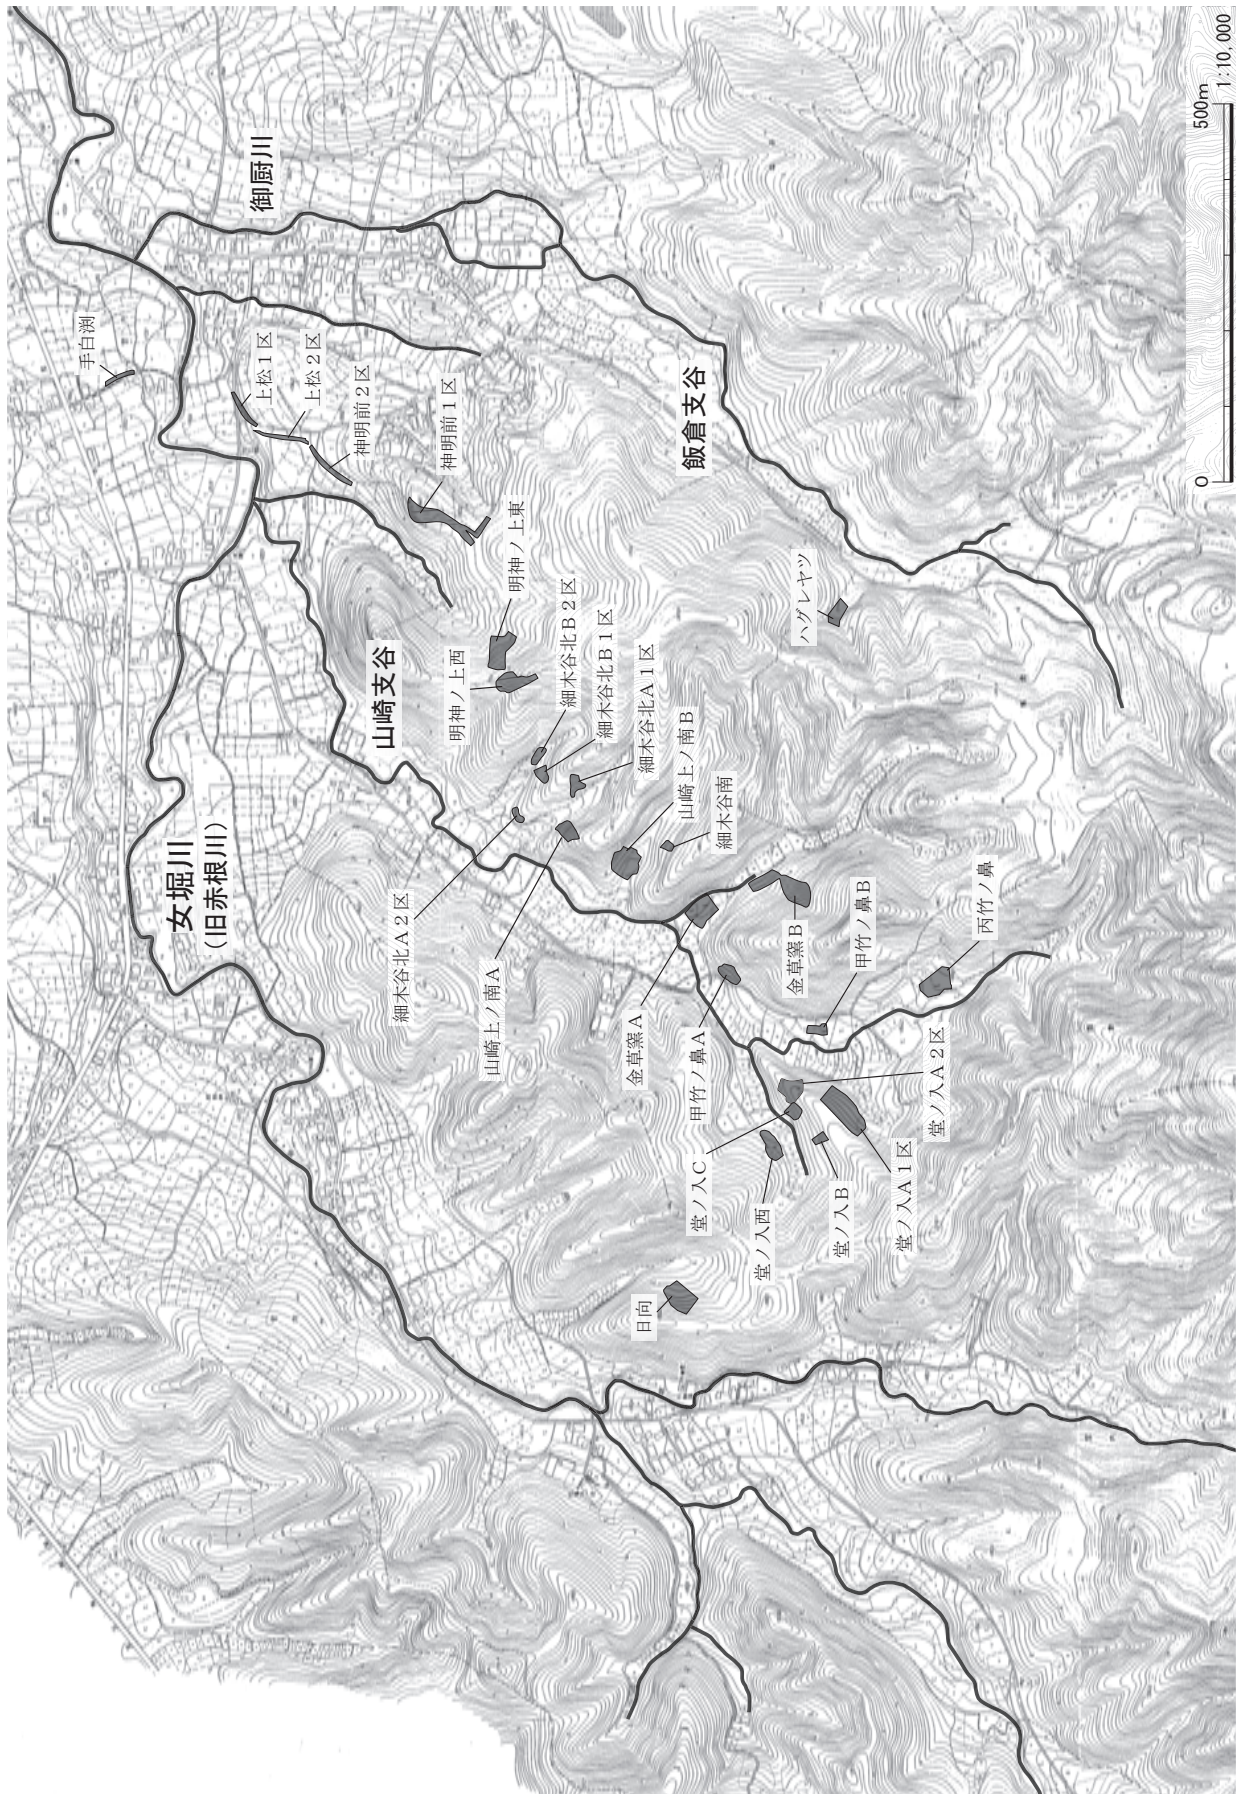 女堀川
（旧赤根川）
御厨川
山崎支谷
飯倉支谷
手白渕
上松１区
上松２区
神明前２区
神明前１区
明神ノ上東
明神ノ上西
細木谷北Ｂ２区
細木谷北Ｂ１区
細木谷北Ａ１区
細木谷北Ａ２区
山崎上ノ南Ｂ
山崎上ノ南Ａ
細木谷南
ハグレヤツ
金草窯Ａ
金草窯Ｂ
甲竹ノ鼻Ａ
甲竹ノ鼻Ｂ
丙竹ノ鼻
堂ノ入Ａ２区
堂ノ入Ａ１区
堂ノ入Ｂ
堂ノ入Ｃ
堂ノ入西
日向
0
500m
1:10,000